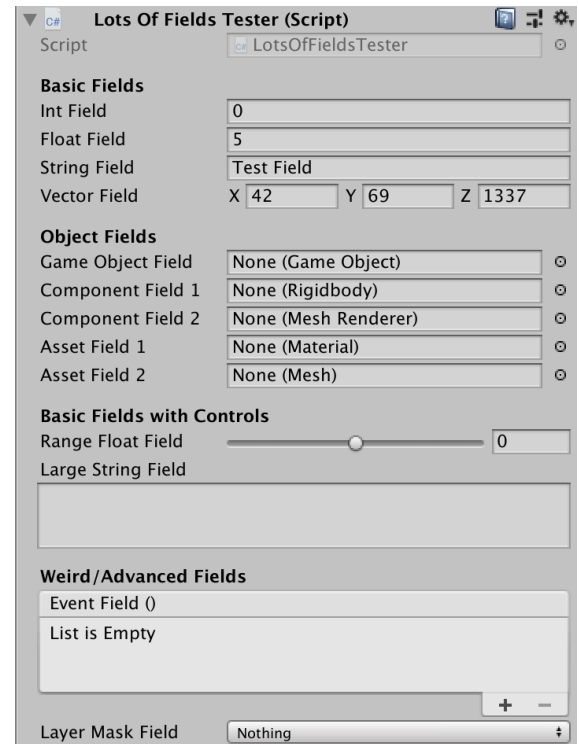 Lots Of Fields Tester (Script)
Script LotsOfFieldsTester
Basic Fields
Int Field 0
Float Field 5
String Field Test Field
Vector Field X 42 Y 69 Z 1337
Object Fields
Game Object Field None (Game Object)
Component Field 1 None (Rigidbody)
Component Field 2 None (Mesh Renderer)
Asset Field 1 None (Material)
Asset Field 2 None (Mesh)
Basic Fields with Controls
Range Float Field 0
Large String Field
Weird/Advanced Fields
Event Field ()
List is Empty
+ −
Layer Mask Field Nothing